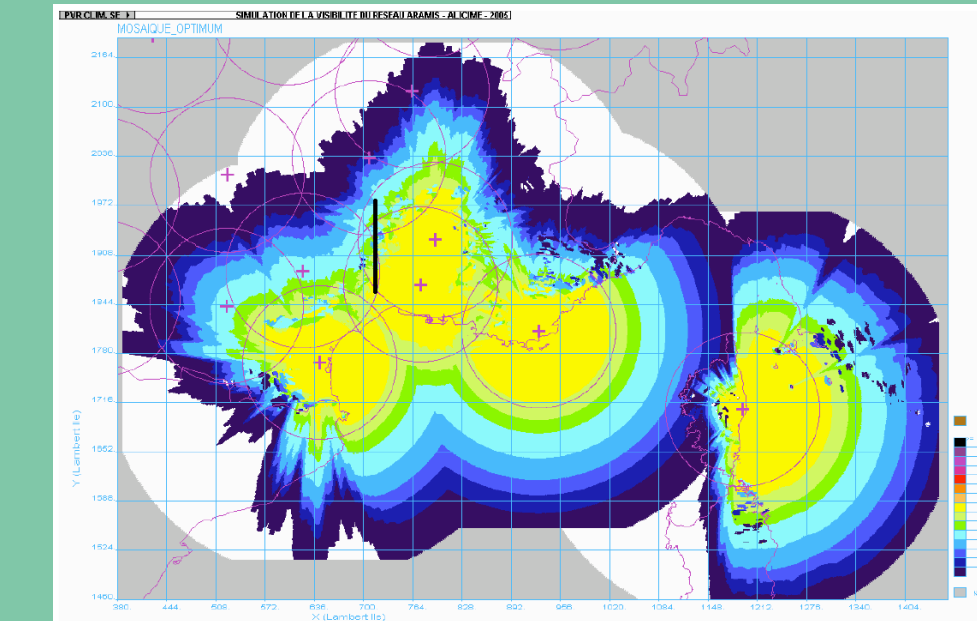 PVR CLIM. SE
SIMULATION DE LA VISIBILITE DU RESEAU ARAMIS - ALICIME - 2006
MOSAIQUE_OPTIMUM
2164.
2100.
2036.
1972.
1908.
1844.
1780.
1716.
1652.
1588.
1524.
1460.
Y (Lambert IIe)
380. 444. 508. 572. 636. 700. 764. 828. 892. 956. 1020. 1084. 1148. 1212. 1276. 1340. 1404.
X (Lambert IIe)